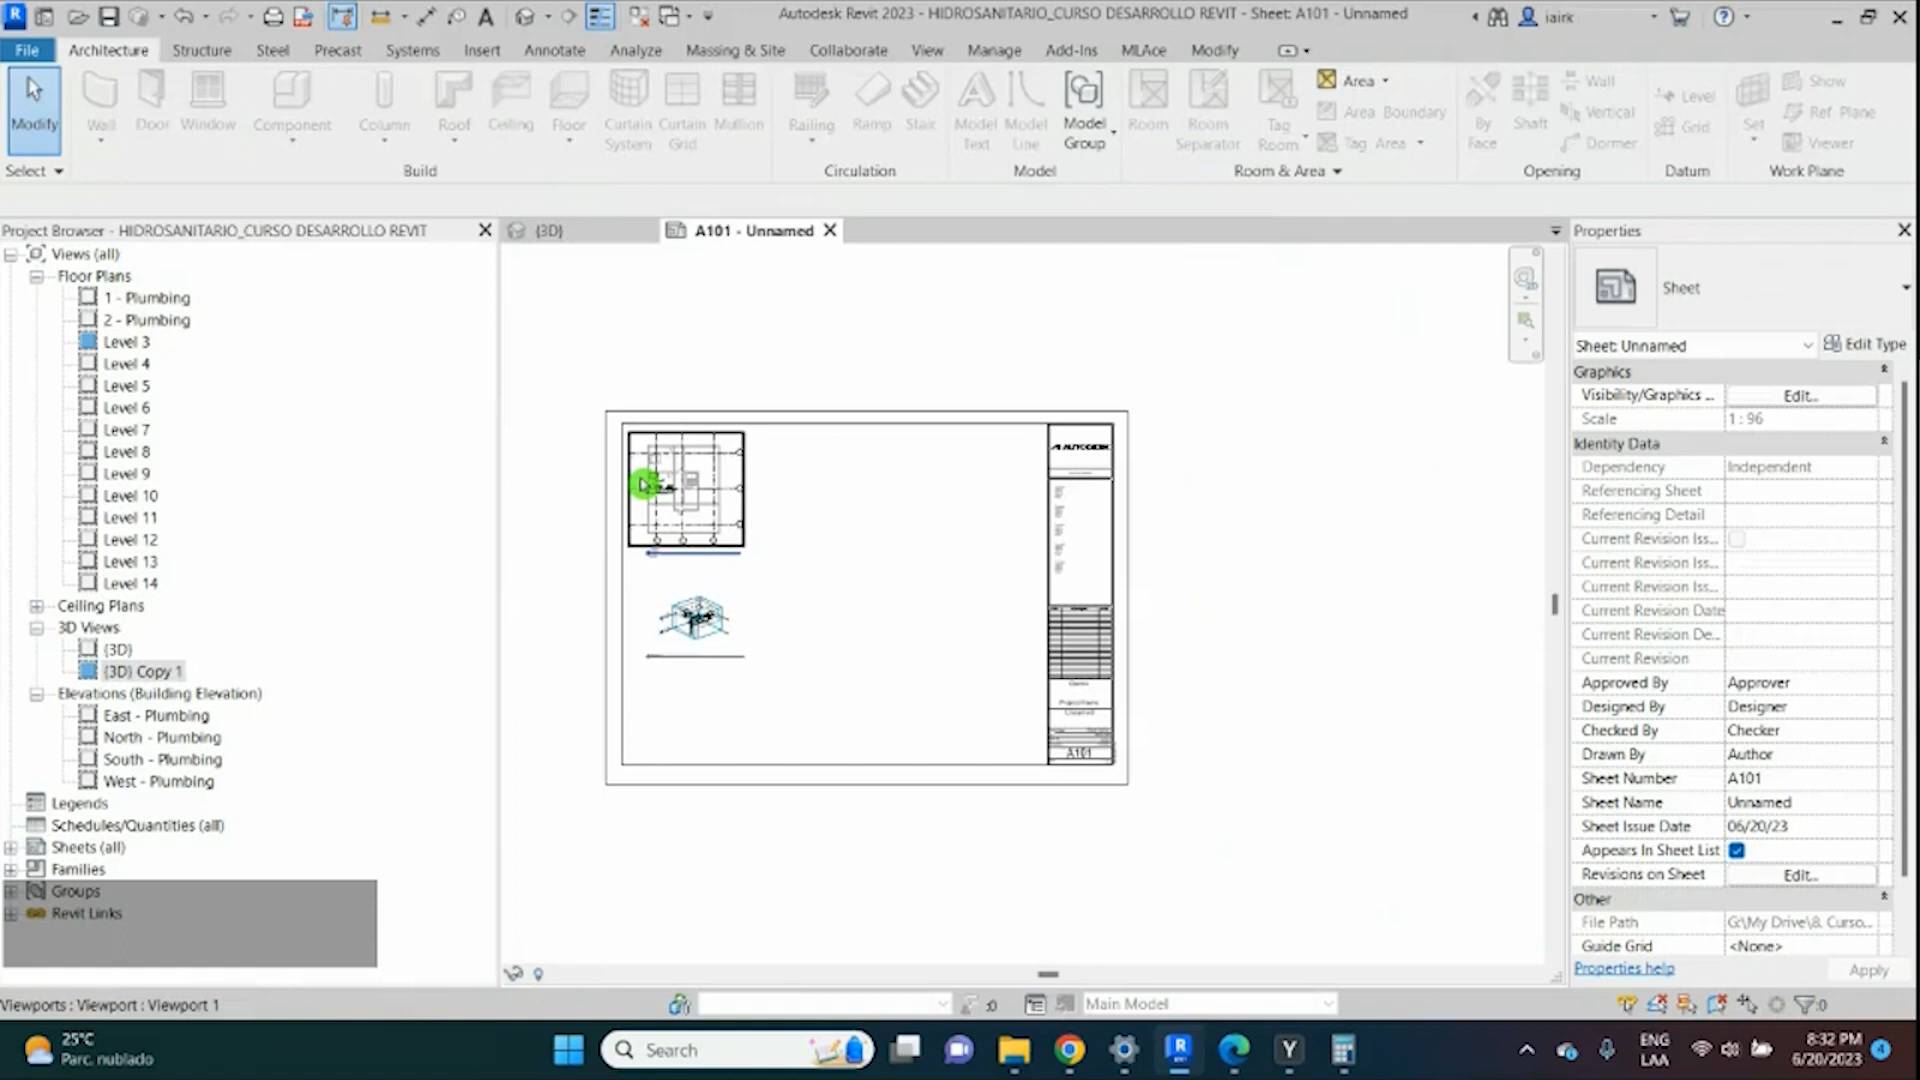 Autodesk Revit 2023 - HIDROSANITARIO_CURSO DESARROLLO REVIT - Sheet: A101 - Unnamed
iairk
File Architecture Structure Steel Precast Systems Insert Annotate Analyze Massing & Site Collaborate View Manage Add-Ins MLAce Modify
Modify Wall Door Window Component Column Roof Ceiling Floor Curtain System Curtain Grid Mullion Railing Ramp Stair Model Text Model Line Model Group Room Room Separator Tag Room
Area
Area Boundary
Tag Area
By Face Shaft Wall Vertical Dormer
Level
Grid
Set Show Ref Plane Viewer
Select Build Circulation Model Room & Area Opening Datum Work Plane
Project Browser - HIDROSANITARIO_CURSO DESARROLLO REVIT
Views (all)
Floor Plans
1 - Plumbing
2 - Plumbing
Level 3
Level 4
Level 5
Level 6
Level 7
Level 8
Level 9
Level 10
Level 11
Level 12
Level 13
Level 14
Ceiling Plans
3D Views
{3D}
{3D} Copy 1
Elevations (Building Elevation)
East - Plumbing
North - Plumbing
South - Plumbing
West - Plumbing
Legends
Schedules/Quantities (all)
Sheets (all)
Families
Groups
Revit Links
{3D}
A101 - Unnamed
AUTODESK
A101
Properties
Sheet
Sheet: Unnamed
Edit Type
Graphics
Visibility/Graphics ... Edit...
Scale 1 : 96
Identity Data
Dependency Independent
Referencing Sheet
Referencing Detail
Current Revision Iss...
Current Revision Iss...
Current Revision Iss...
Current Revision Date
Current Revision De...
Current Revision
Approved By Approver
Designed By Designer
Checked By Checker
Drawn By Author
Sheet Number A101
Sheet Name Unnamed
Sheet Issue Date 06/20/23
Appears In Sheet List
Revisions on Sheet Edit...
Other
File Path G:\My Drive\&. Curso...
Guide Grid <None>
Properties help
Apply
Viewports : Viewport : Viewport 1
:0
Main Model
:0
25°C
Parc. nublado
Search
ENG
LAA
8:32 PM
6/20/2023
4